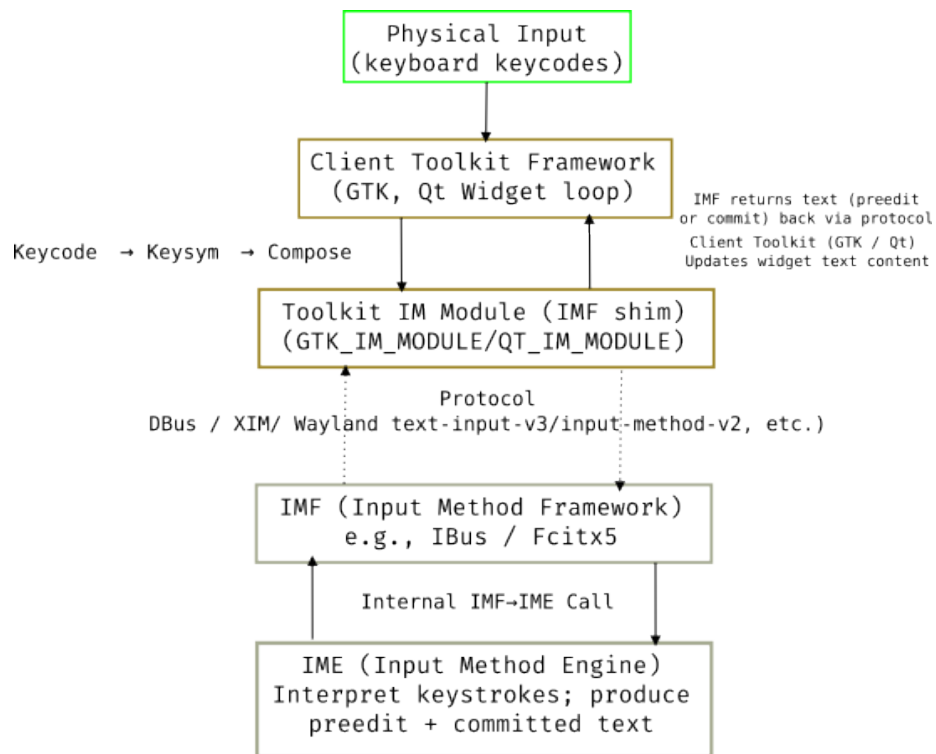 Physical Input
(keyboard keycodes)
Client Toolkit Framework
(GTK, Qt Widget loop)
IMF returns text (preedit
or commit) back via protocol
Client Toolkit (GTK / Qt)
Updates widget text content
Keycode → Keysym → Compose
Toolkit IM Module (IMF shim)
(GTK_IM_MODULE/QT_IM_MODULE)
Protocol
DBus / XIM/ Wayland text-input-v3/input-method-v2, etc.)
IMF (Input Method Framework)
e.g., IBus / Fcitx5
Internal IMF→IME Call
IME (Input Method Engine)
Interpret keystrokes; produce
preedit + committed text